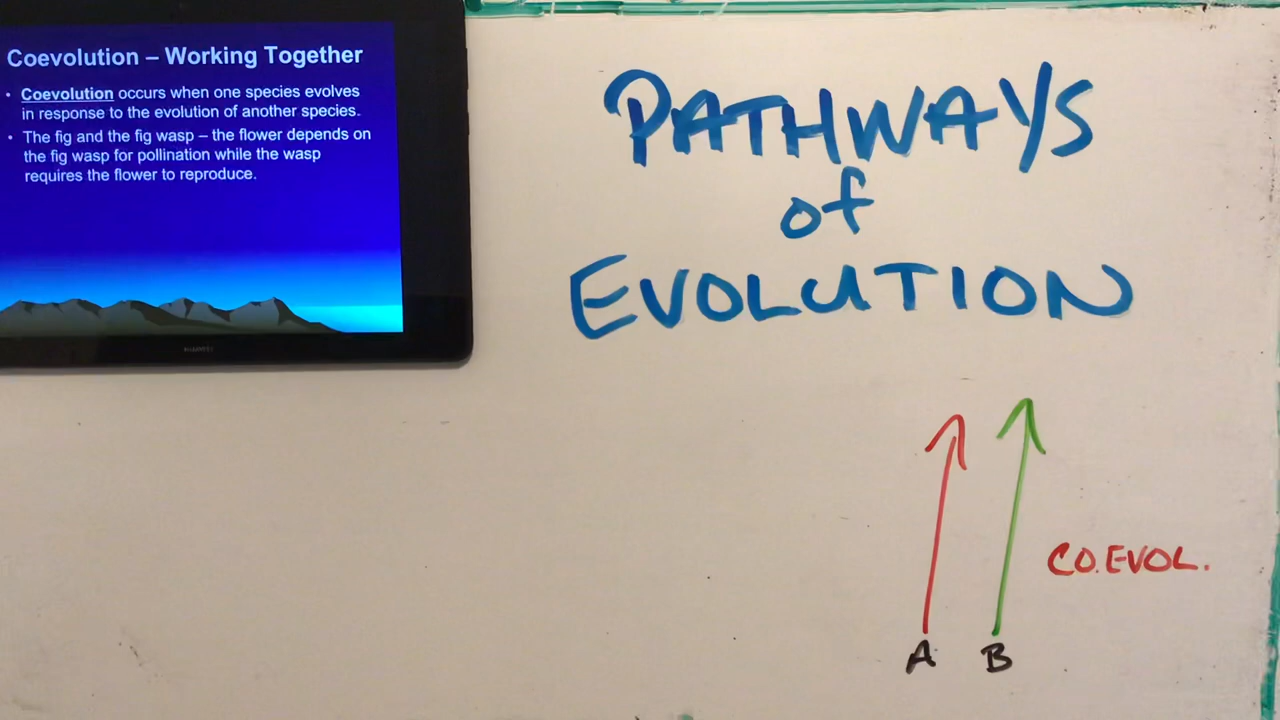 Coevolution – Working Together
• Coevolution occurs when one species evolves
in response to the evolution of another species.
• The fig and the fig wasp – the flower depends on
the fig wasp for pollination while the wasp
requires the flower to reproduce.
HUAWEI
PATHWAYS
of
EVOLUTION
CO.EVOL.
A B